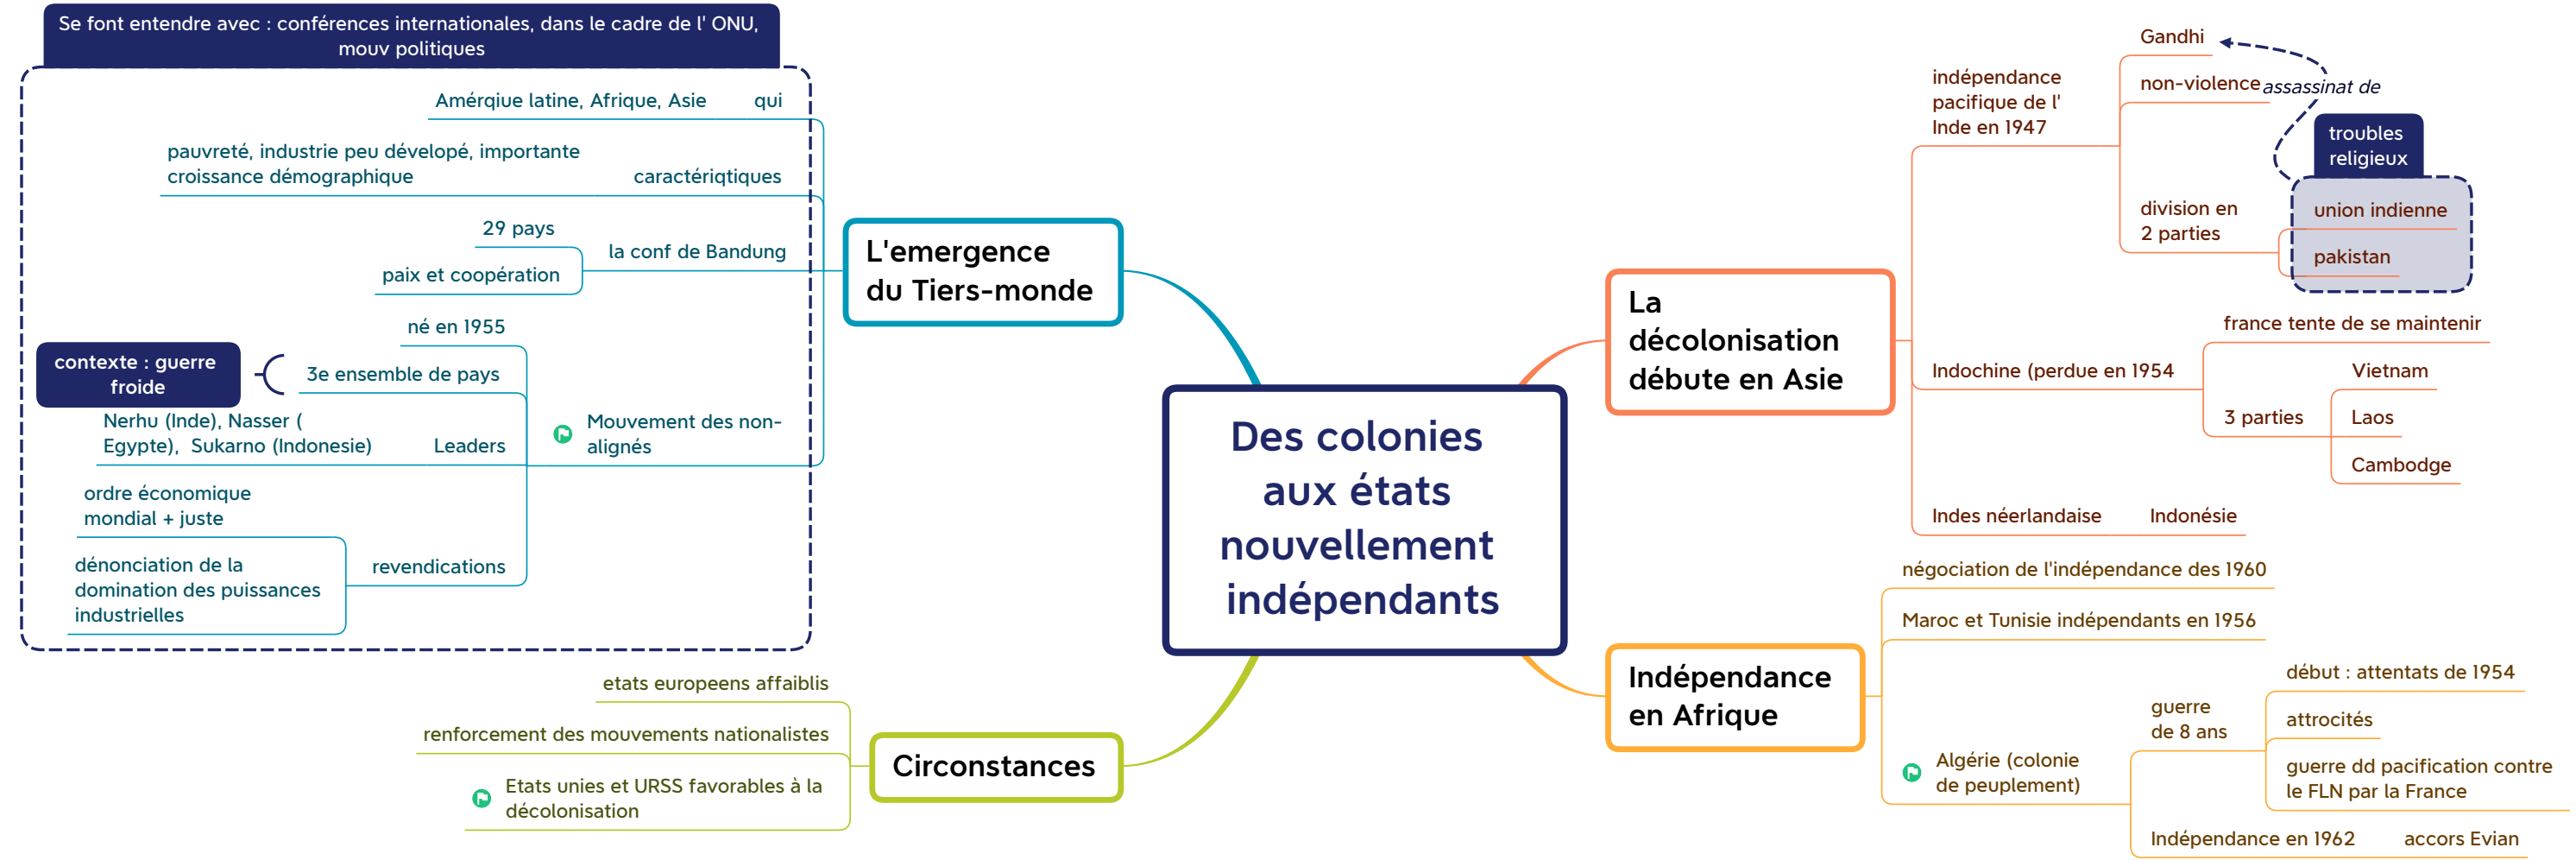 Se font entendre avec : conférences internationales, dans le cadre de l' ONU,
mouv politiques
Amérqiue latine, Afrique, Asie
qui
pauvreté, industrie peu dévelopé, importante
croissance démographique
caractériqtiques
29 pays
paix et coopération
la conf de Bandung
né en 1955
contexte : guerre
froide
3e ensemble de pays
Nerhu (Inde), Nasser (
Egypte),  Sukarno (Indonesie)
Leaders
Mouvement des non-
alignés
ordre économique
mondial + juste
dénonciation de la
domination des puissances
industrielles
revendications
L'emergence
du Tiers-monde
etats europeens affaiblis
renforcement des mouvements nationalistes
Etats unies et URSS favorables à la
décolonisation
Circonstances
Des colonies
aux états
nouvellement
indépendants
La
décolonisation
débute en Asie
indépendance
pacifique de l'
Inde en 1947
Gandhi
non-violence
assassinat de
troubles
religieux
division en
2 parties
union indienne
pakistan
Indochine (perdue en 1954
france tente de se maintenir
3 parties
Vietnam
Laos
Cambodge
Indes néerlandaise
Indonésie
Indépendance
en Afrique
négociation de l'indépendance des 1960
Maroc et Tunisie indépendants en 1956
Algérie (colonie
de peuplement)
guerre
de 8 ans
début : attentats de 1954
attrocités
guerre dd pacification contre
le FLN par la France
Indépendance en 1962
accors Evian